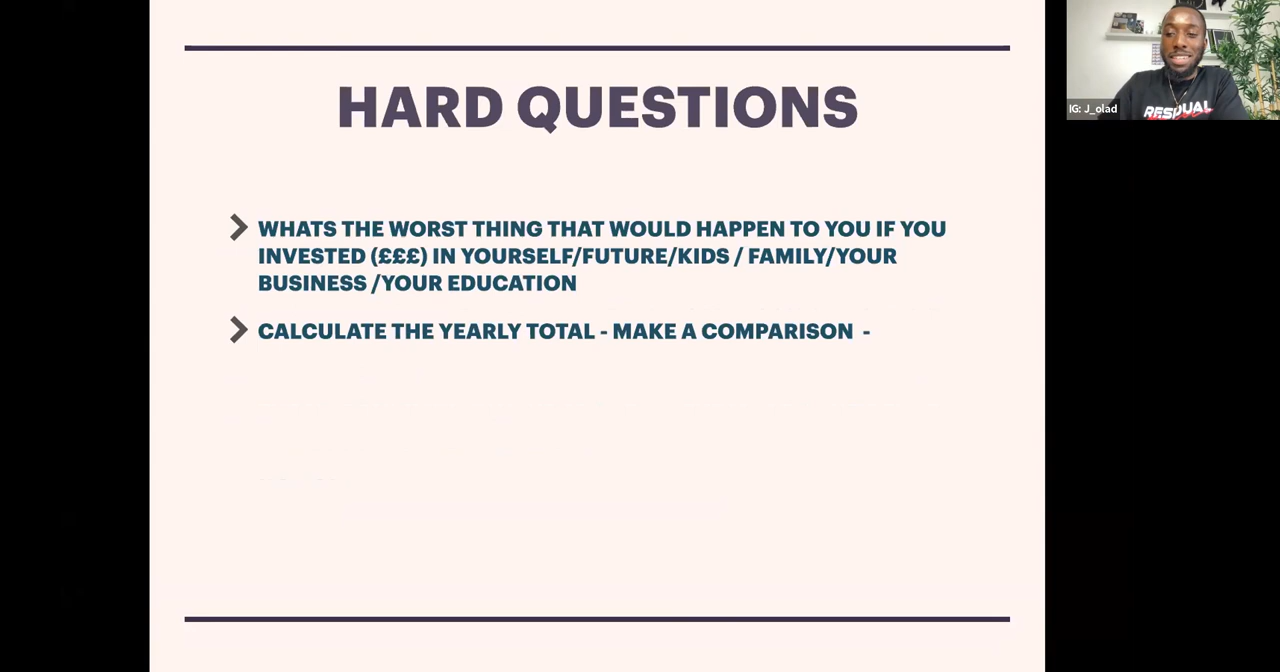 HARD QUESTIONS
WHATS THE WORST THING THAT WOULD HAPPEN TO YOU IF YOU
INVESTED (£££) IN YOURSELF/FUTURE/KIDS / FAMILY/YOUR
BUSINESS /YOUR EDUCATION
CALCULATE THE YEARLY TOTAL - MAKE A COMPARISON -
IG: J_olad